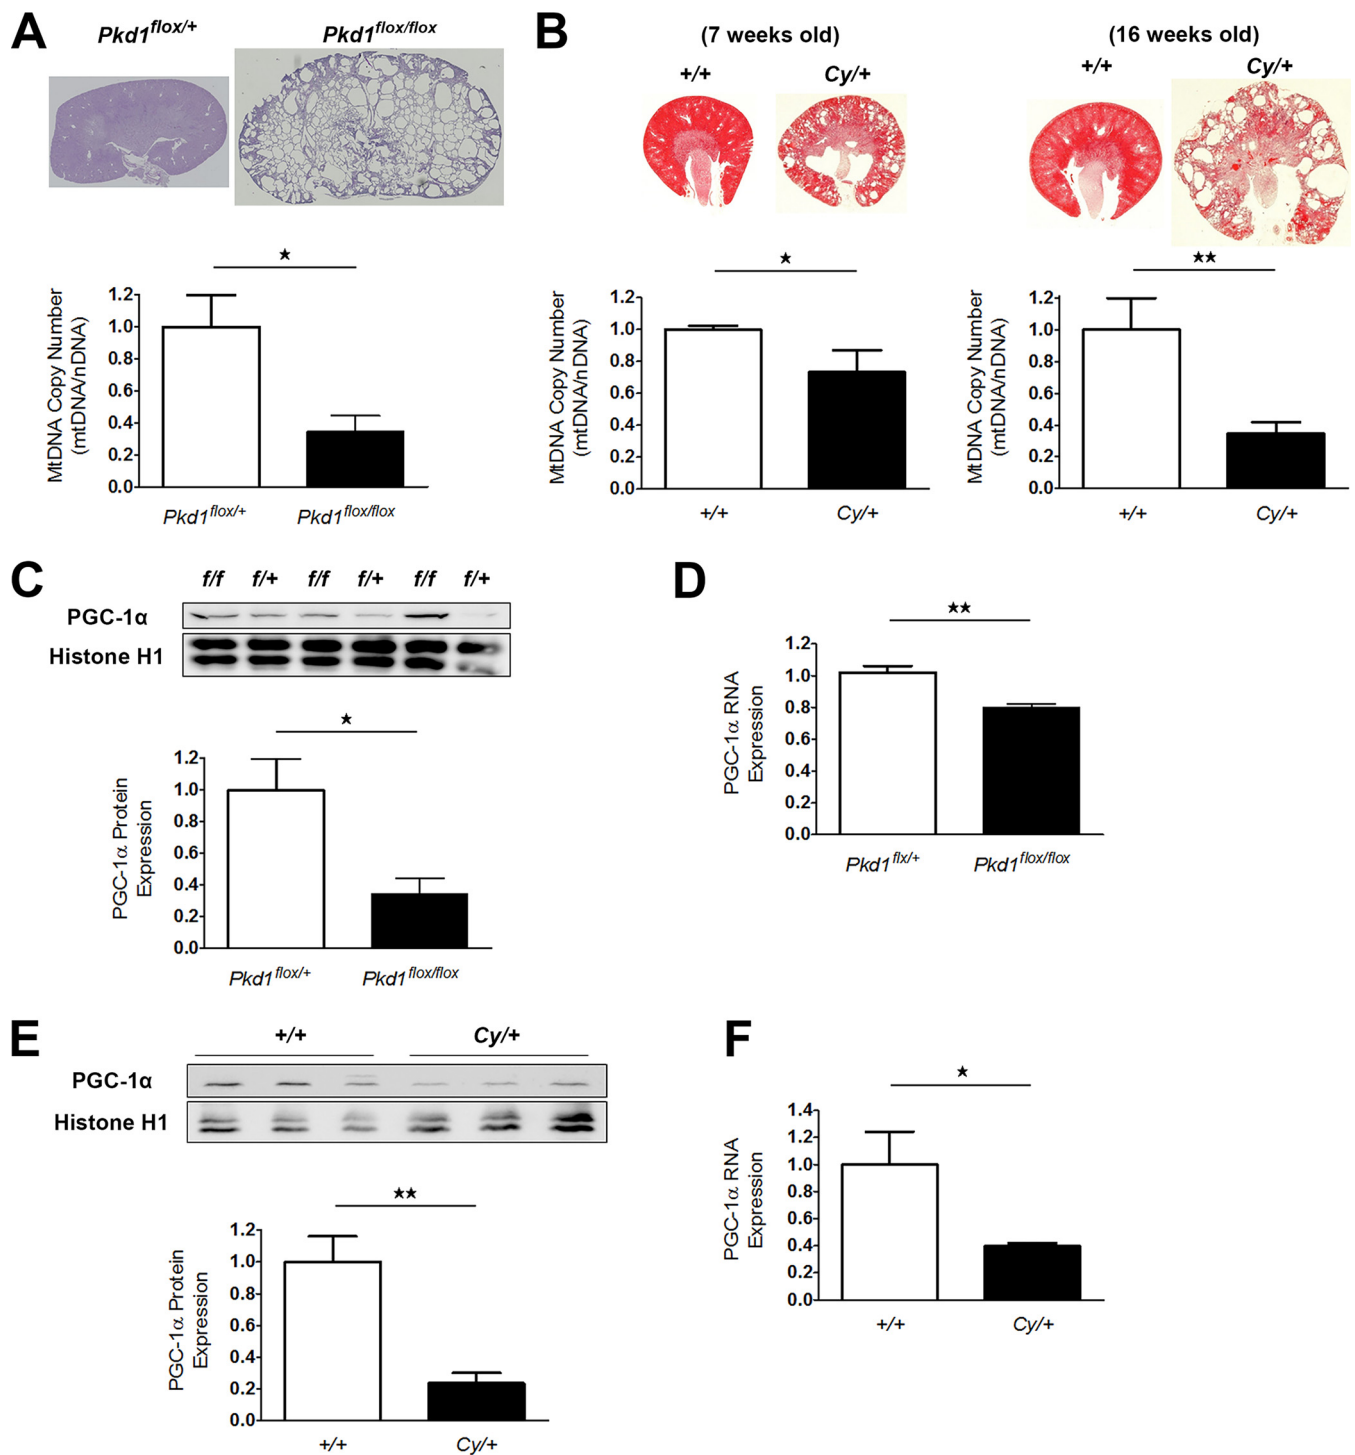 A
Pkd1flox/+
Pkd1flox/flox
★
MtDNA Copy Number
(mtDNA/nDNA)
1.2
1.0
0.8
0.6
0.4
0.2
0.0
Pkd1flox/+
Pkd1flox/flox
B
(7 weeks old)
(16 weeks old)
+/+
Cy/+
+/+
Cy/+
★
MtDNA Copy Number
(mtDNA/nDNA)
1.2
1.0
0.8
0.6
0.4
0.2
0.0
+/+
Cy/+
★★
MtDNA Copy Number
(mtDNA/nDNA)
1.2
1.0
0.8
0.6
0.4
0.2
0.0
+/+
Cy/+
C
f/f f/+ f/f f/+ f/f f/+
PGC-1α
Histone H1
★
PGC-1α Protein
Expression
1.2
1.0
0.8
0.6
0.4
0.2
0.0
Pkd1flox/+
Pkd1flox/flox
D
★★
PGC-1α RNA
Expression
1.2
1.0
0.8
0.6
0.4
0.2
0.0
Pkd1flx/+
Pkd1flox/flox
E
+/+
Cy/+
PGC-1α
Histone H1
★★
PGC-1α Protein
Expression
1.2
1.0
0.8
0.6
0.4
0.2
0.0
+/+
Cy/+
F
★
PGC-1α RNA
Expression
1.4
1.2
1.0
0.8
0.6
0.4
0.2
0.0
+/+
Cy/+